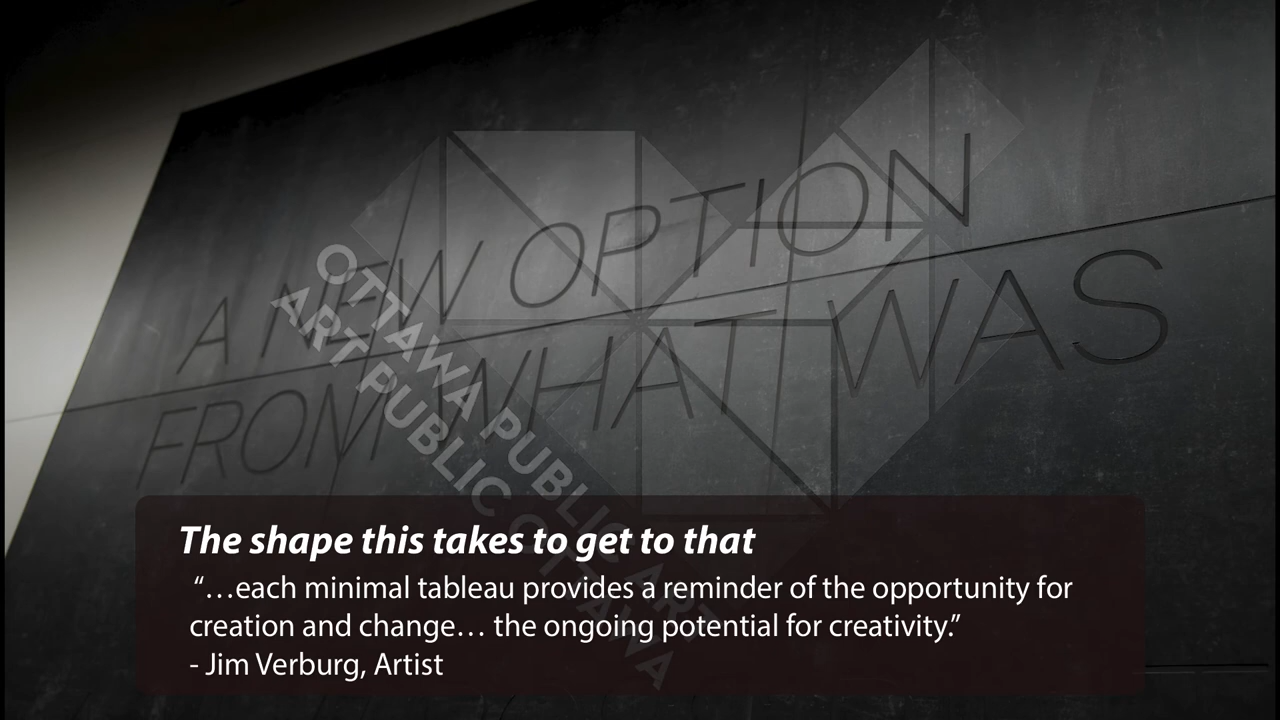 A NEW OPTION
FROM WHAT WAS
OTTAWA PUBLIC ART
ART PUBLIC OTTAWA
The shape this takes to get to that
“…each minimal tableau provides a reminder of the opportunity for
creation and change… the ongoing potential for creativity.”
- Jim Verburg, Artist